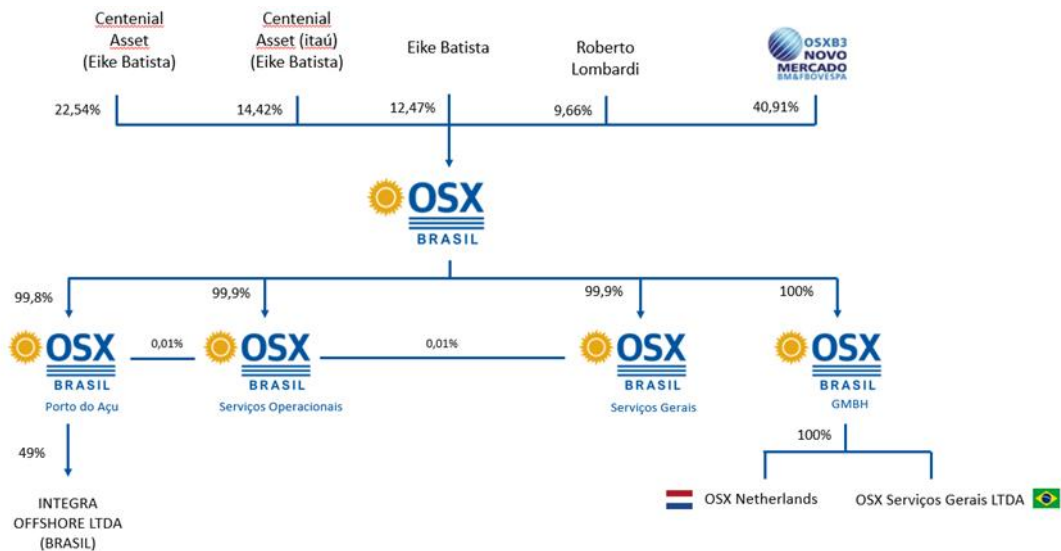 Centenial
Asset
(Eike Batista)
Centenial
Asset (itaú)
(Eike Batista)
Eike Batista
Roberto
Lombardi
OSXB3
NOVO
MERCADO
BM&FBOVESPA
22,54%
14,42%
12,47%
9,66%
40,91%
OSX
BRASIL
99,8%
99,9%
99,9%
100%
OSX
BRASIL
Porto do Açu
0,01%
OSX
BRASIL
Serviços Operacionais
0,01%
OSX
BRASIL
Serviços Gerais
OSX
BRASIL
GMBH
49%
100%
INTEGRA
OFFSHORE LTDA
(BRASIL)
OSX Netherlands
OSX Serviços Gerais LTDA